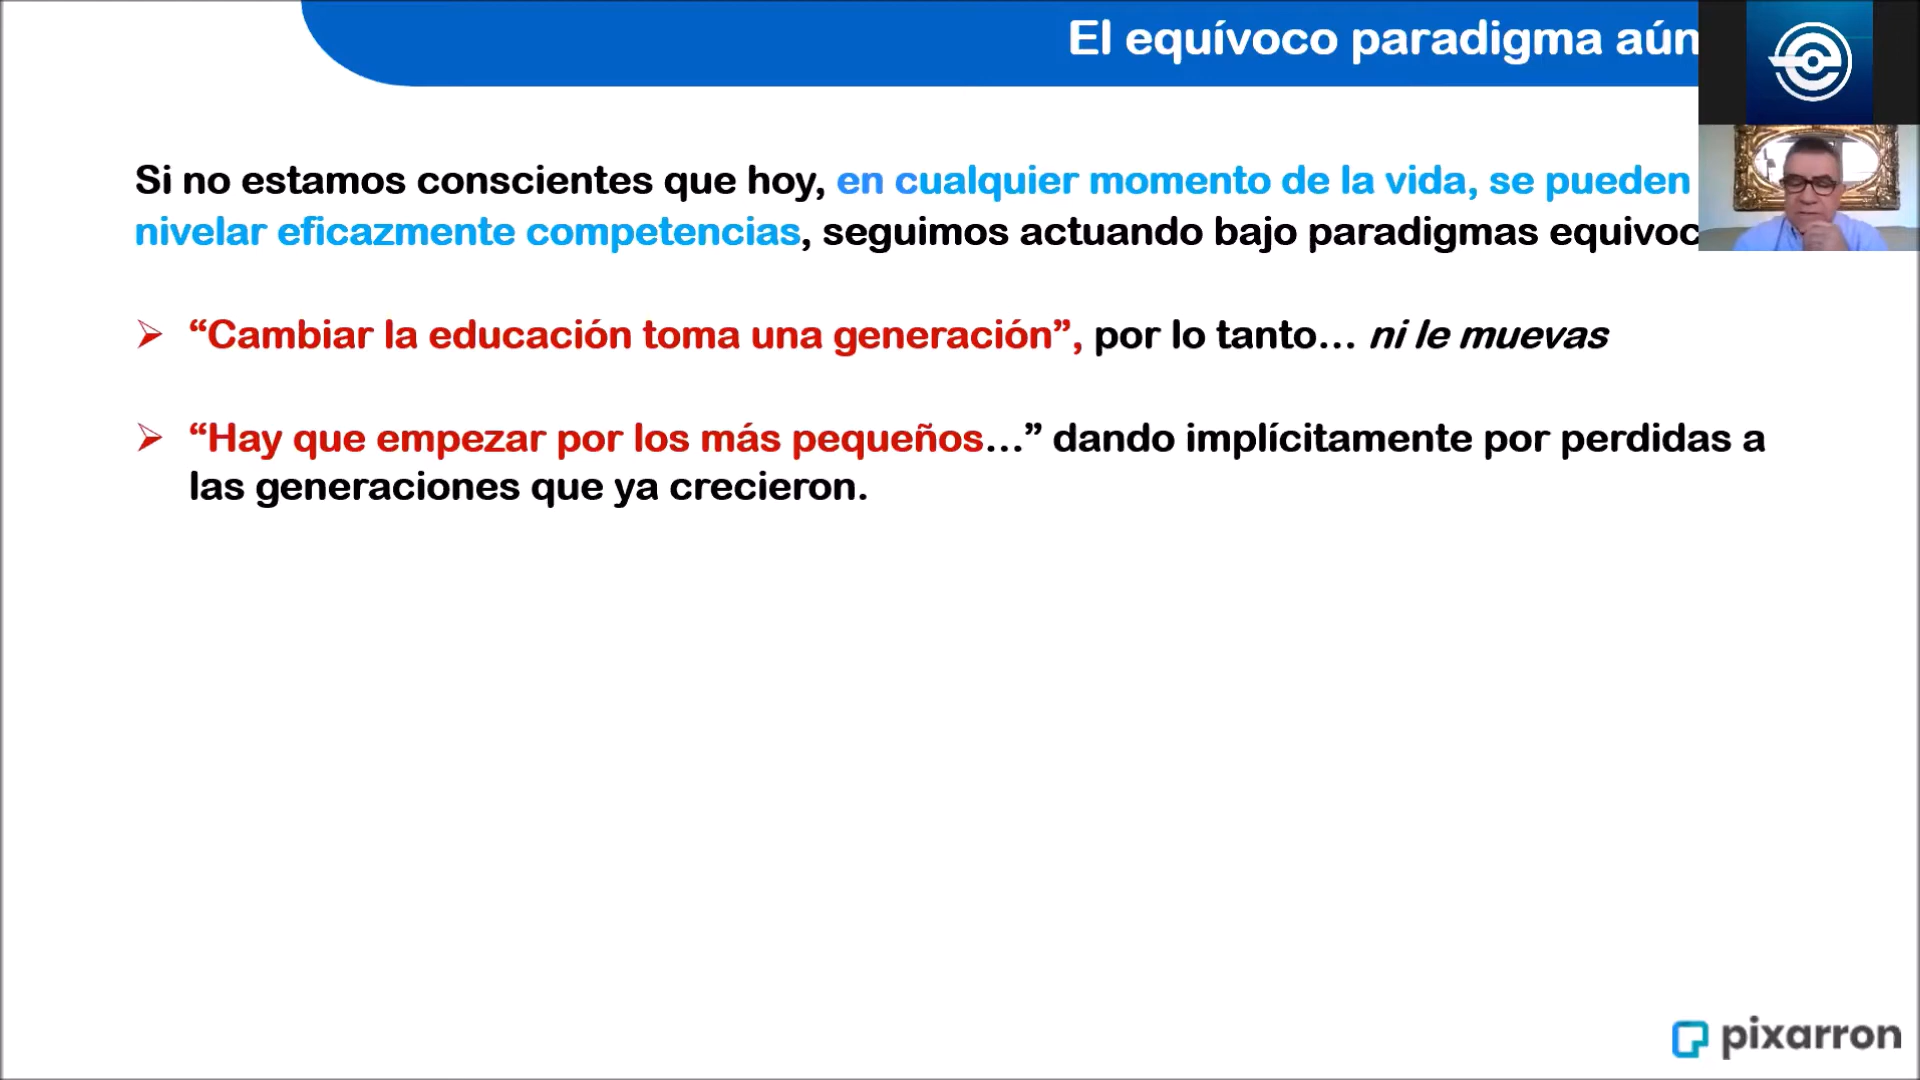 El equívoco paradigma aún
Si no estamos conscientes que hoy, en cualquier momento de la vida, se pueden
nivelar eficazmente competencias, seguimos actuando bajo paradigmas equivoc
➢ “Cambiar la educación toma una generación”, por lo tanto… ni le muevas
➢ “Hay que empezar por los más pequeños…” dando implícitamente por perdidas a
las generaciones que ya crecieron.
pixarron